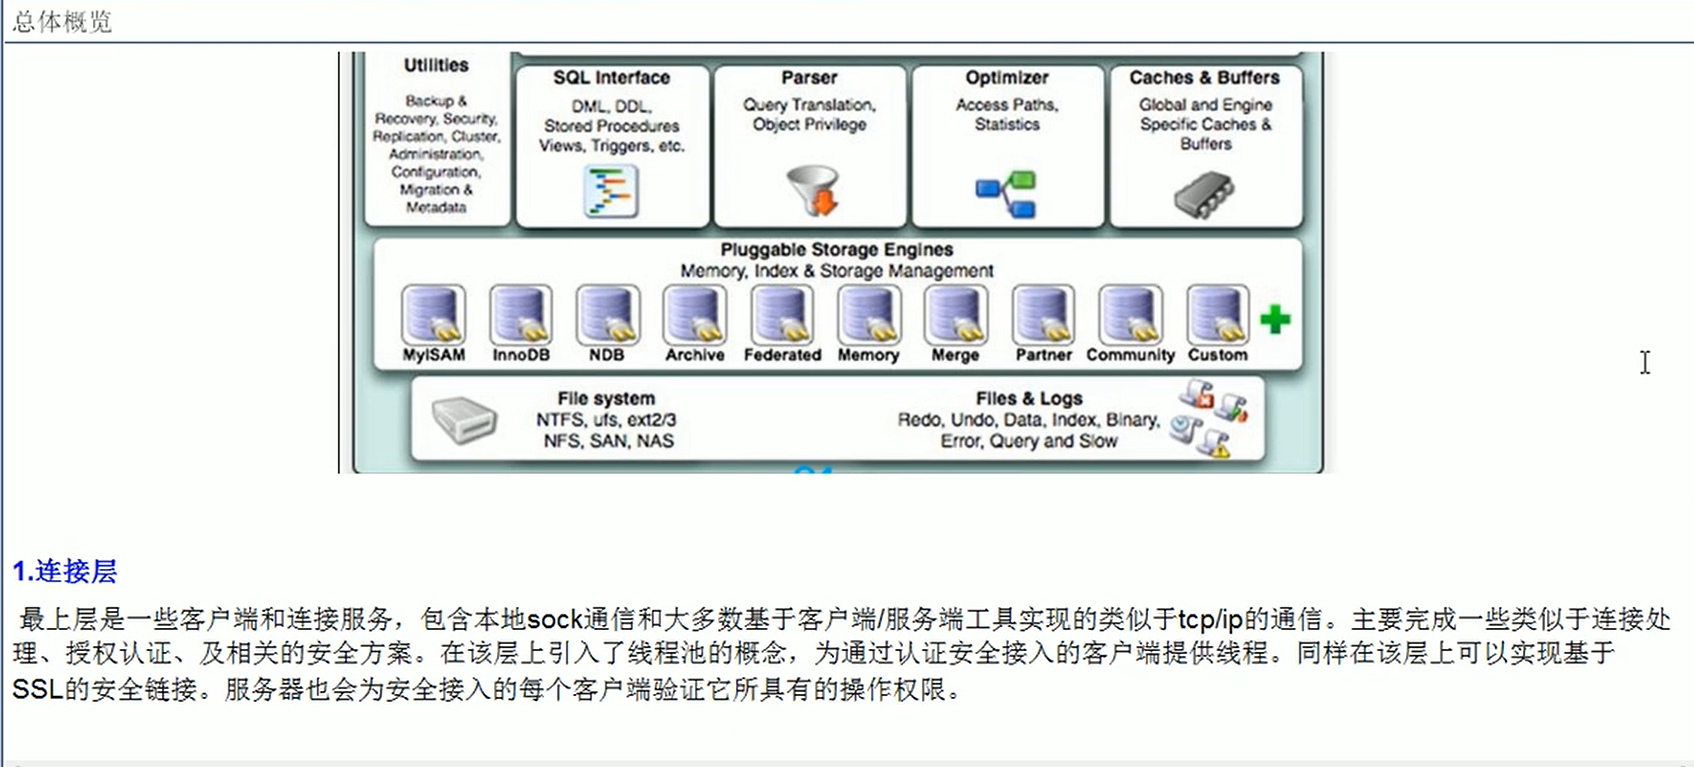 总体概览
Utilities
Backup &
Recovery, Security,
Replication, Cluster,
Administration,
Configuration,
Migration &
Metadata
SQL Interface
DML, DDL,
Stored Procedures
Views, Triggers, etc.
Parser
Query Translation,
Object Privilege
Optimizer
Access Paths,
Statistics
Caches & Buffers
Global and Engine
Specific Caches &
Buffers
Pluggable Storage Engines
Memory, Index & Storage Management
MyISAM InnoDB NDB Archive Federated Memory Merge Partner Community Custom
File system
NTFS, ufs, ext2/3
NFS, SAN, NAS
Files & Logs
Redo, Undo, Data, Index, Binary,
Error, Query and Slow
1.连接层
最上层是一些客户端和连接服务，包含本地sock通信和大多数基于客户端/服务端工具实现的类似于tcp/ip的通信。主要完成一些类似于连接处
理、授权认证、及相关的安全方案。在该层上引入了线程池的概念，为通过认证安全接入的客户端提供线程。同样在该层上可以实现基于
SSL的安全链接。服务器也会为安全接入的每个客户端验证它所具有的操作权限。